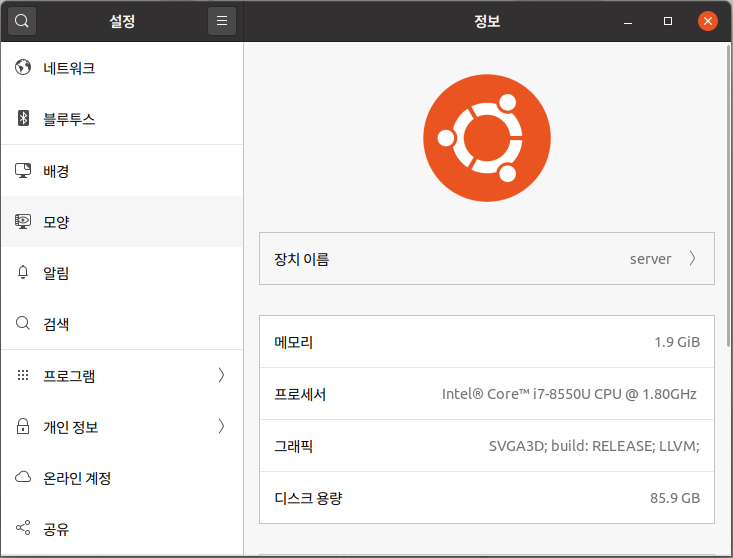 설정
정보
네트워크
블루투스
배경
모양
알림
검색
프로그램
개인 정보
온라인 계정
공유
장치 이름 server
메모리 1.9 GiB
프로세서 Intel® Core™ i7-8550U CPU @ 1.80GHz
그래픽 SVGA3D; build: RELEASE; LLVM;
디스크 용량 85.9 GB